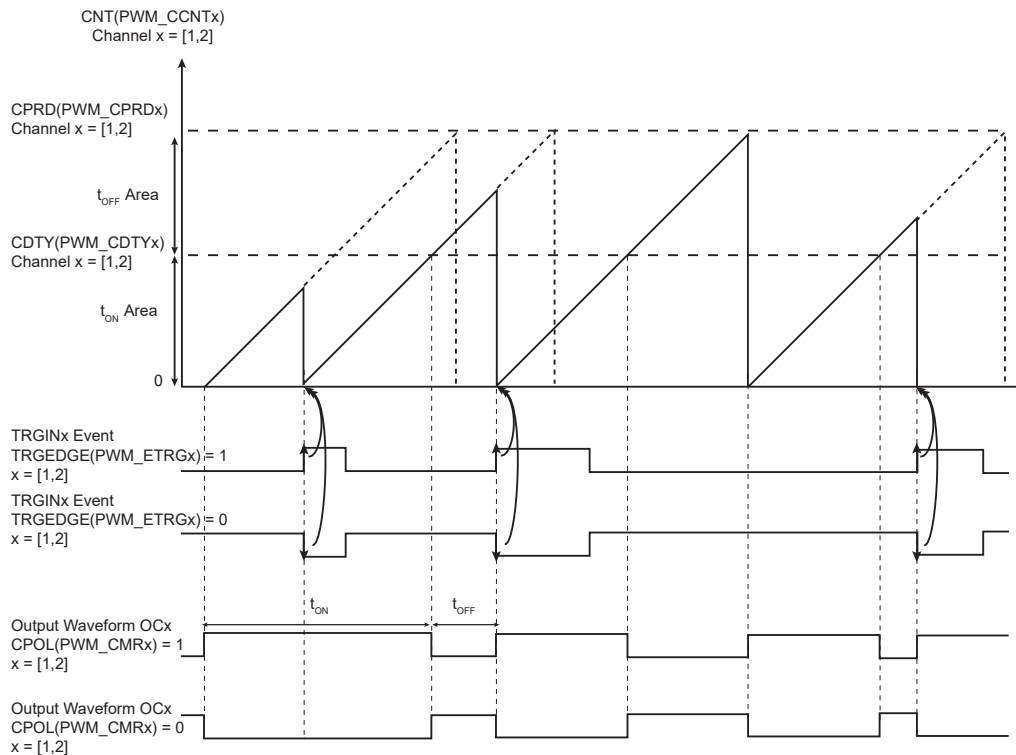 CNT(PWM_CCNTx)
Channel x = [1,2]
CPRD(PWM_CPRDx)
Channel x = [1,2]
tOFF Area
CDTY(PWM_CDTYx)
Channel x = [1,2]
tON Area
0
TRGINx Event
TRGEDGE(PWM_ETRGx) = 1
x = [1,2]
TRGINx Event
TRGEDGE(PWM_ETRGx) = 0
x = [1,2]
tON
tOFF
Output Waveform OCx
CPOL(PWM_CMRx) = 1
x = [1,2]
Output Waveform OCx
CPOL(PWM_CMRx) = 0
x = [1,2]